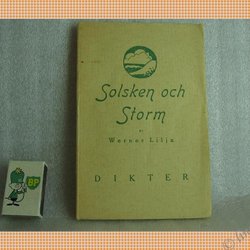 Solsken och
Storm
AV
Werner Lilja
DIKTER
BP